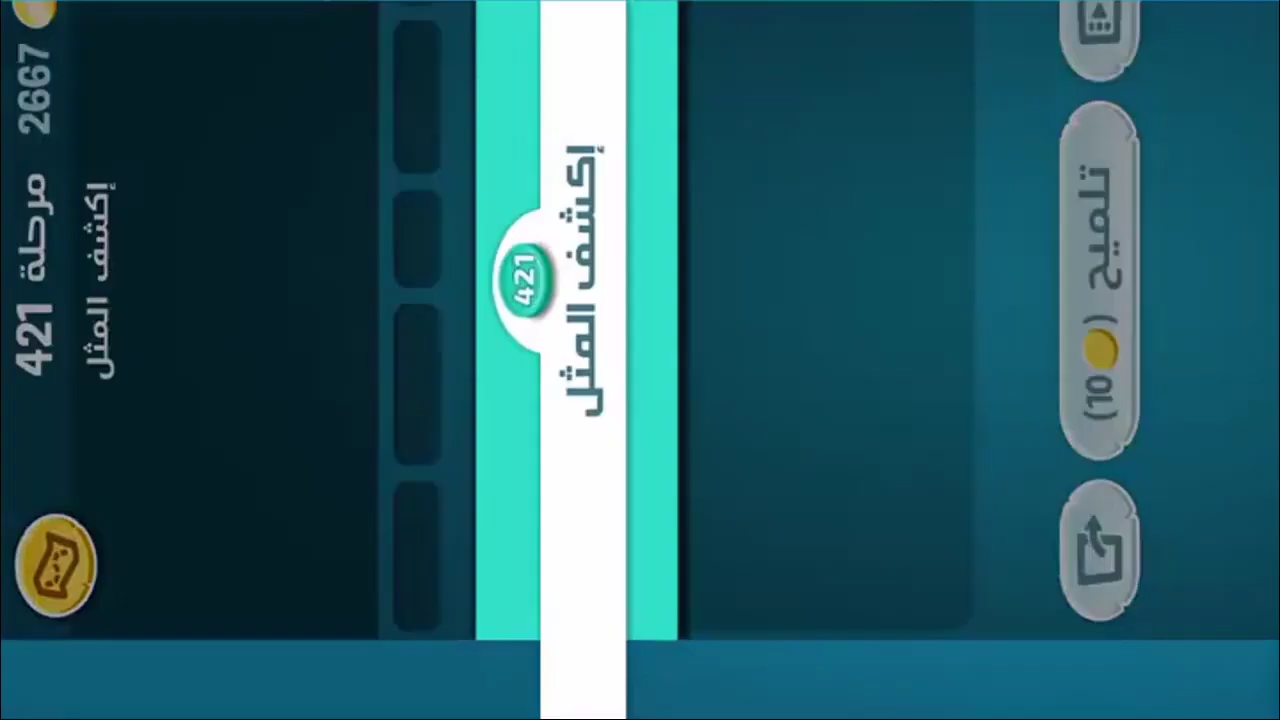 2667
مرحلة 421
إكشف المثل
421
إكشف المثل
تلميح (10)